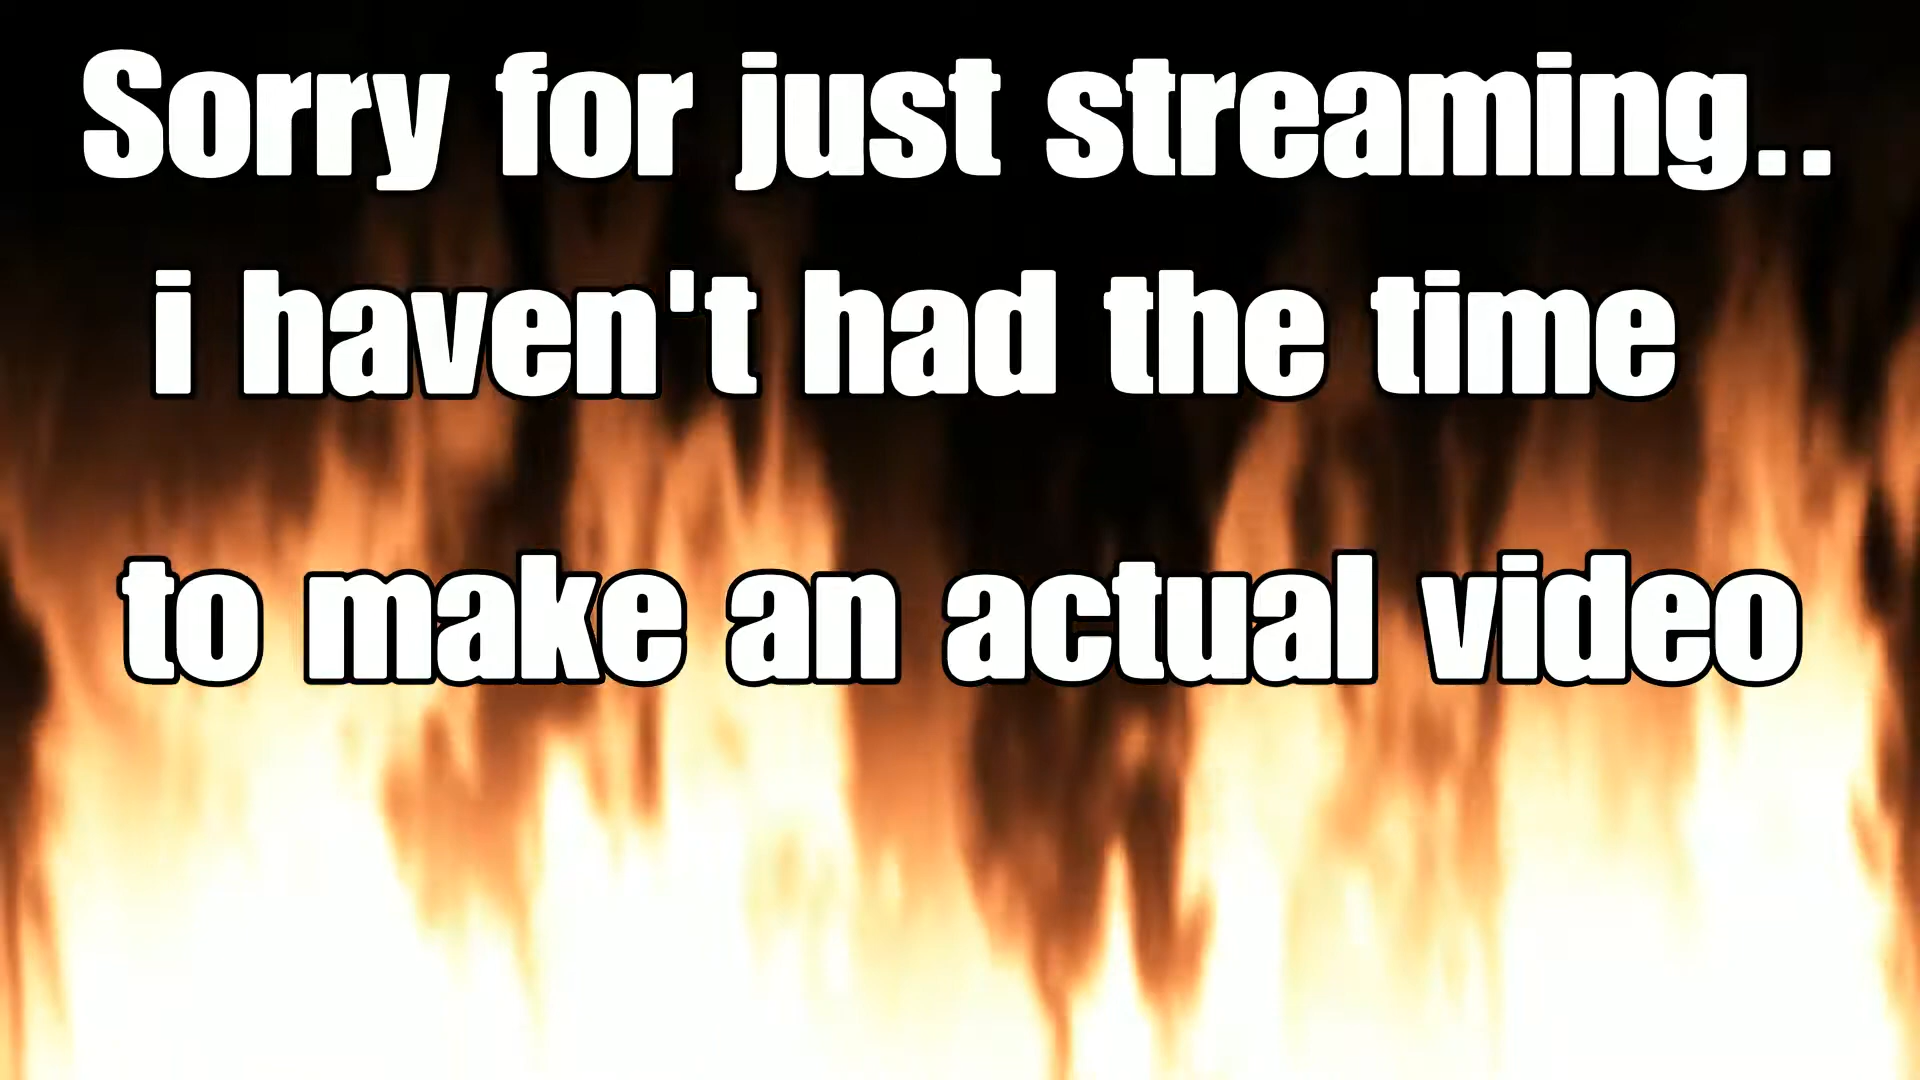 Sorry for just streaming..
i haven't had the time
to make an actual video